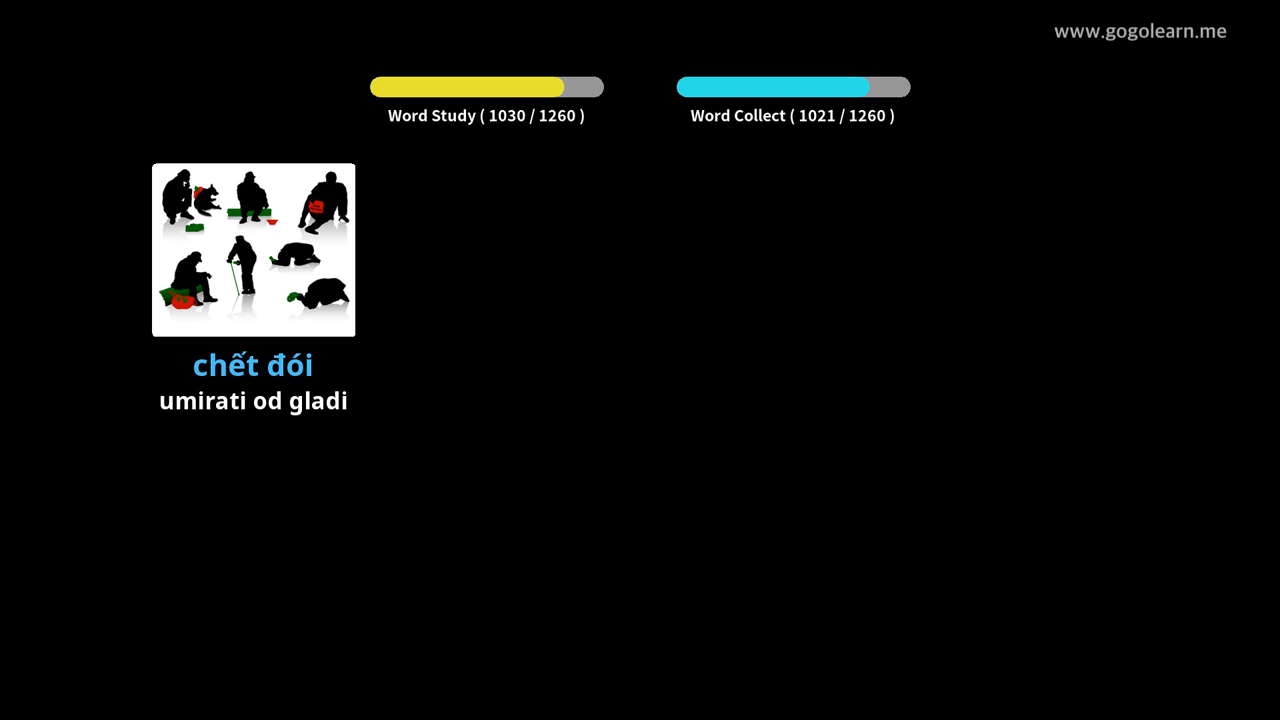 www.gogolearn.me
Word Study ( 1030 / 1260 )
Word Collect ( 1021 / 1260 )
chết đói
umirati od gladi